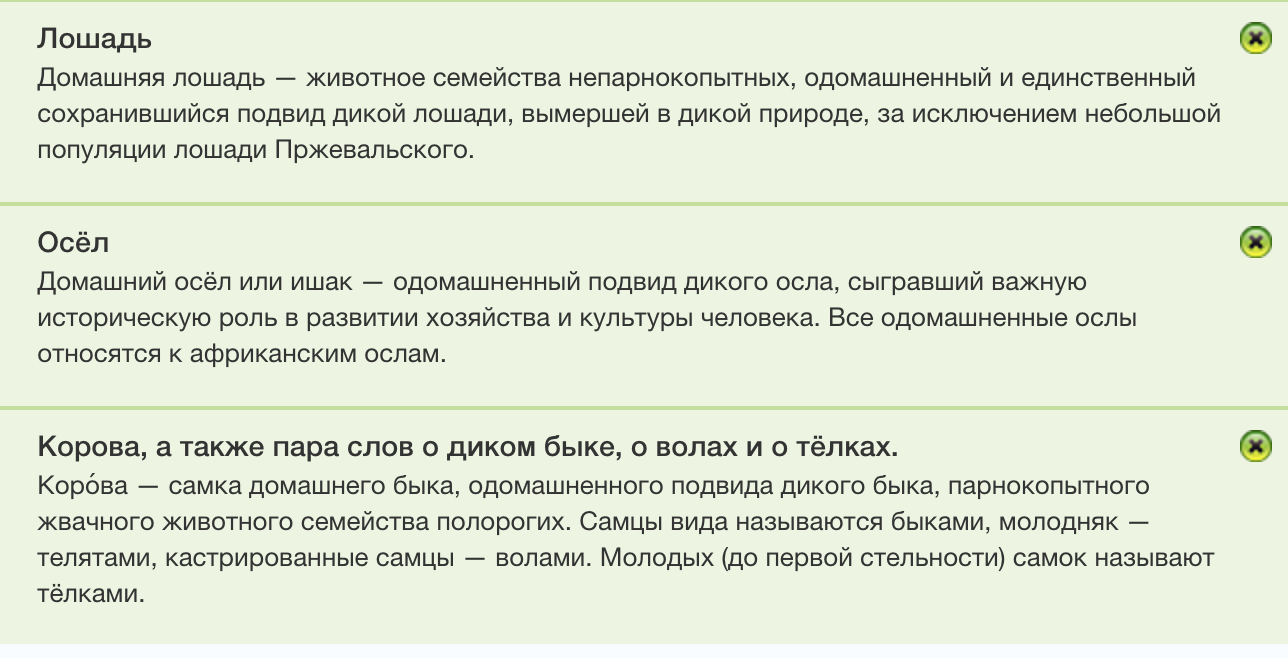 Лошадь
Домашняя лошадь — животное семейства непарнокопытных, одомашненный и единственный
сохранившийся подвид дикой лошади, вымершей в дикой природе, за исключением небольшой
популяции лошади Пржевальского.
Осёл
Домашний осёл или ишак — одомашненный подвид дикого осла, сыгравший важную
историческую роль в развитии хозяйства и культуры человека. Все одомашненные ослы
относятся к африканским ослам.
Корова, а также пара слов о диком быке, о волах и о тёлках.
Коро́ва — самка домашнего быка, одомашненного подвида дикого быка, парнокопытного
жвачного животного семейства полорогих. Самцы вида называются быками, молодняк —
телятами, кастрированные самцы — волами. Молодых (до первой стельности) самок называют
тёлками.